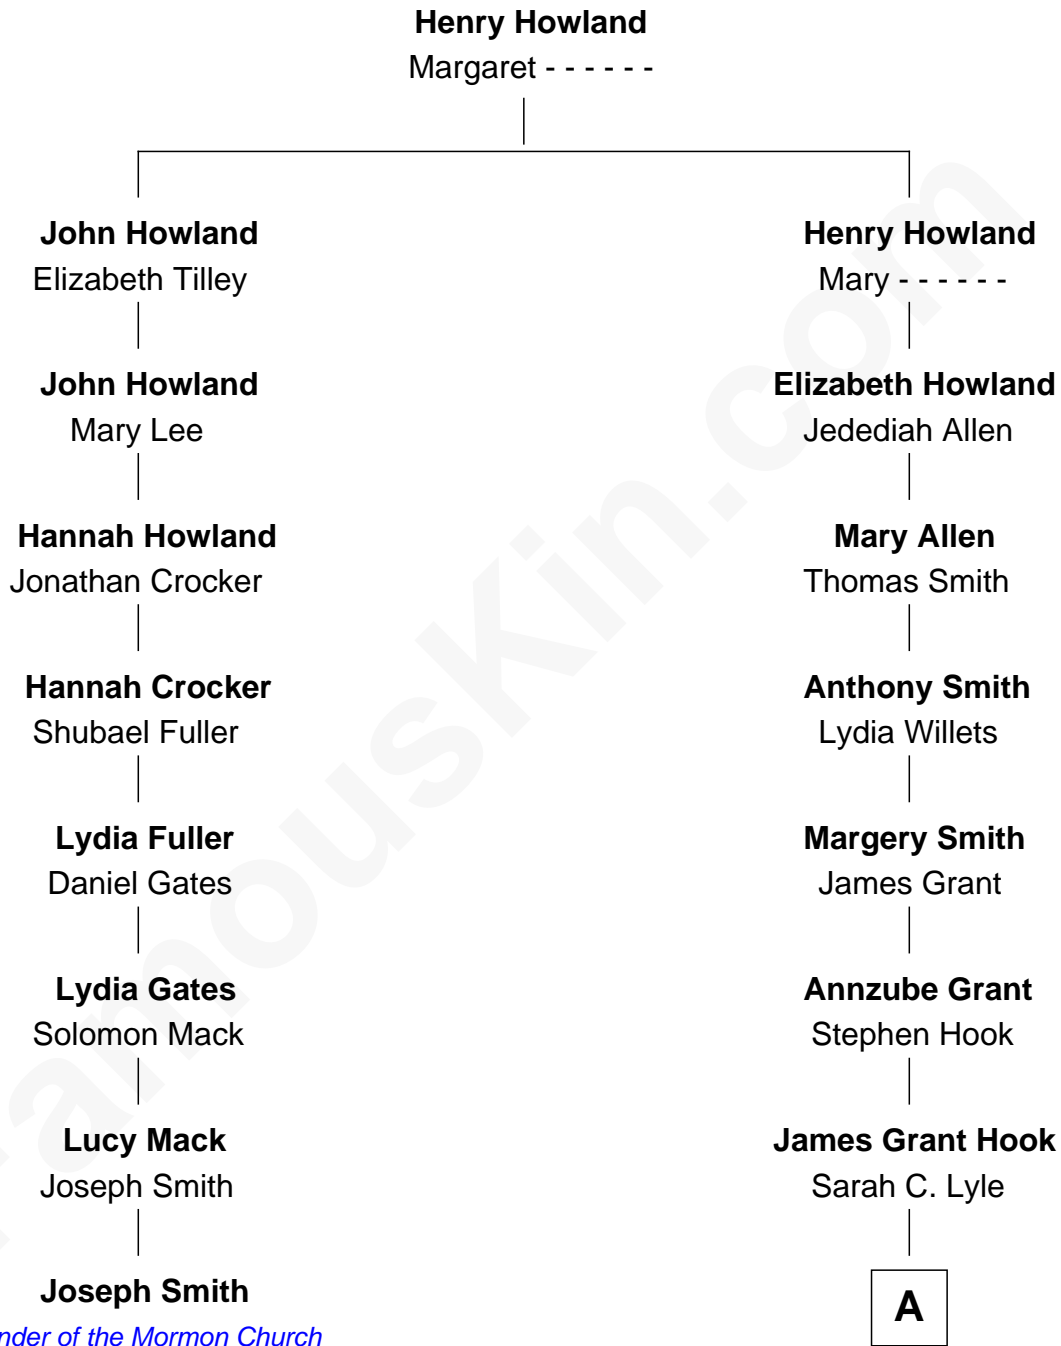 Henry Howland
Margaret - - - - - -
John Howland
Elizabeth Tilley
Henry Howland
Mary - - - - - -
John Howland
Mary Lee
Elizabeth Howland
Jedediah Allen
Hannah Howland
Jonathan Crocker
Mary Allen
Thomas Smith
Hannah Crocker
Shubael Fuller
Anthony Smith
Lydia Willets
Lydia Fuller
Daniel Gates
Margery Smith
James Grant
Lydia Gates
Solomon Mack
Annzube Grant
Stephen Hook
Lucy Mack
Joseph Smith
James Grant Hook
Sarah C. Lyle
Joseph Smith
nder of the Mormon Church
A
FamousKin.com